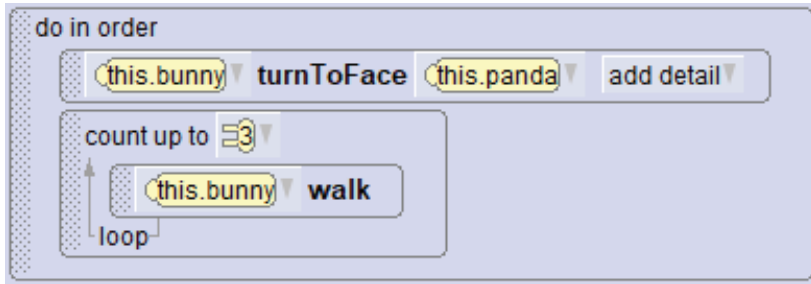 do in order
this.bunny turnToFace this.panda add detail
count up to 3
this.bunny walk
loop